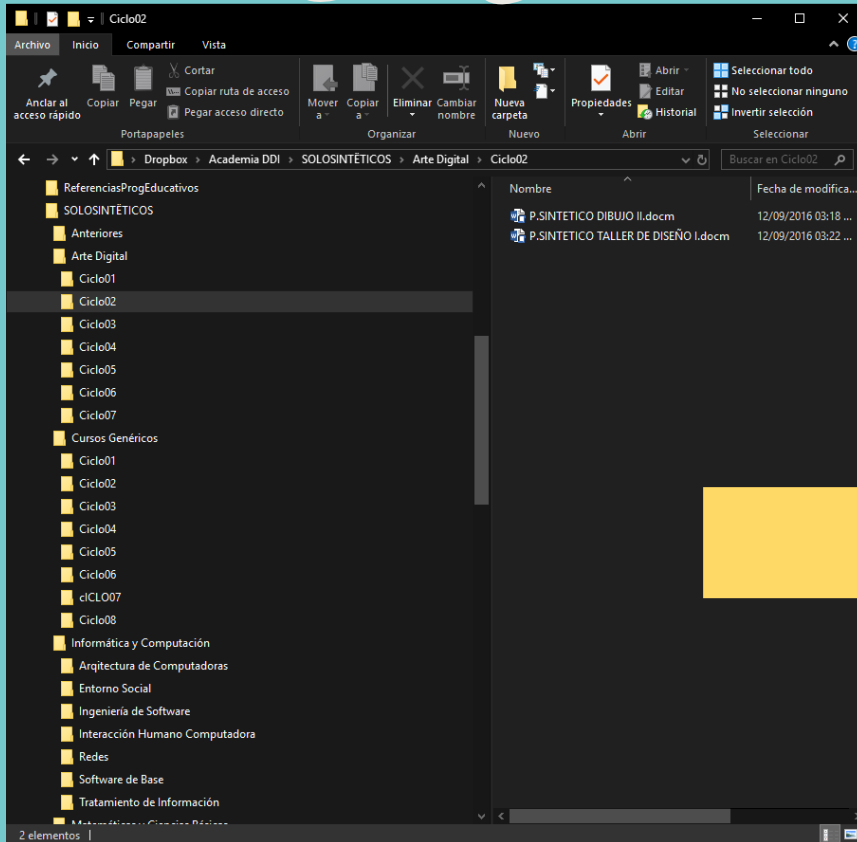 Ciclo02
Archivo Inicio Compartir Vista
Anclar al acceso rápido
Copiar
Pegar
Cortar
Copiar ruta de acceso
Pegar acceso directo
Portapapeles
Mover a
Copiar a
Eliminar
Cambiar nombre
Organizar
Nueva carpeta
Nuevo
Propiedades
Abrir
Editar
Historial
Abrir
Seleccionar todo
No seleccionar ninguno
Invertir selección
Seleccionar
Dropbox > Academia DDI > SOLOSINTËTICOS > Arte Digital > Ciclo02
Buscar en Ciclo02
ReferenciasProgEducativos
SOLOSINTËTICOS
Anteriores
Arte Digital
Ciclo01
Ciclo02
Ciclo03
Ciclo04
Ciclo05
Ciclo06
Ciclo07
Cursos Genéricos
Ciclo01
Ciclo02
Ciclo03
Ciclo04
Ciclo05
Ciclo06
cICLO07
Ciclo08
Informática y Computación
Arqitectura de Computadoras
Entorno Social
Ingeniería de Software
Interacción Humano Computadora
Redes
Software de Base
Tratamiento de Información
Matemáticas y Ciencias Básicas
Nombre Fecha de modifica...
P.SINTETICO DIBUJO II.docm 12/09/2016 03:18 ...
P.SINTETICO TALLER DE DISEÑO I.docm 12/09/2016 03:22 ...
2 elementos